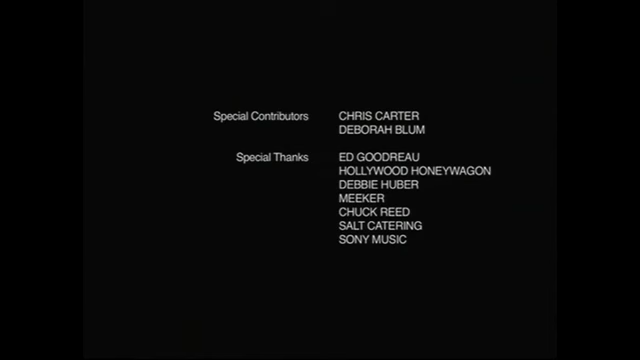 Special Contributors CHRIS CARTER
DEBORAH BLUM
Special Thanks ED GOODREAU
HOLLYWOOD HONEYWAGON
DEBBIE HUBER
MEEKER
CHUCK REED
SALT CATERING
SONY MUSIC